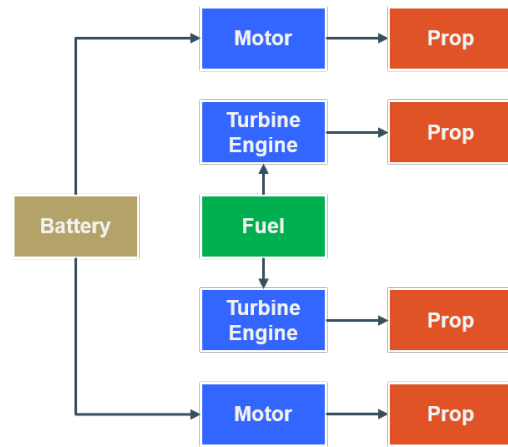 Motor
Prop
Turbine
Engine
Prop
Battery
Fuel
Turbine
Engine
Prop
Motor
Prop